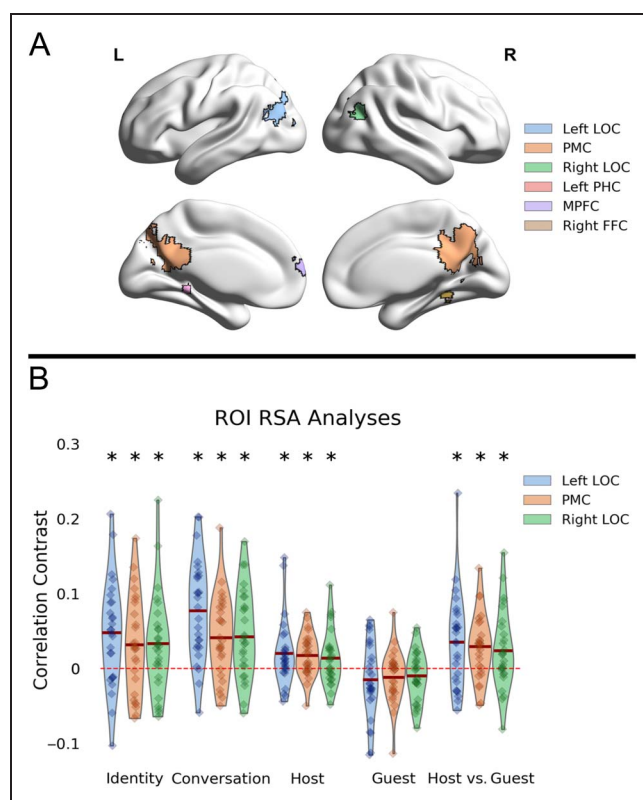 A
L
R
Left LOC
PMC
Right LOC
Left PHC
MPFC
Right FFC
B
ROI RSA Analyses
0.3
* * * * * * * * * * * *
Left LOC
PMC
Right LOC
0.2
0.1
0
−0.1
Correlation Contrast
Identity Conversation Host Guest Host vs. Guest